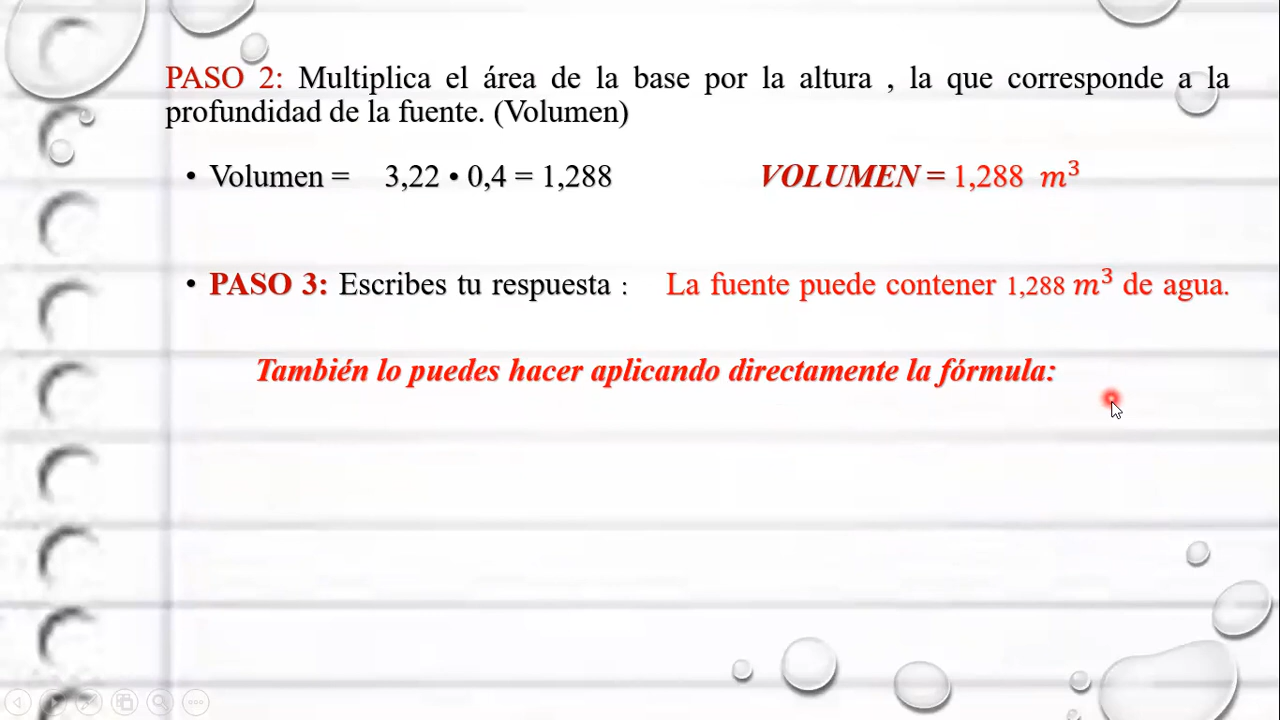 PASO 2: Multiplica el área de la base por la altura , la que corresponde a la
profundidad de la fuente. (Volumen)
• Volumen = 3,22 • 0,4 = 1,288 VOLUMEN = 1,288 m³
• PASO 3: Escribes tu respuesta : La fuente puede contener 1,288 m³ de agua.
También lo puedes hacer aplicando directamente la fórmula: